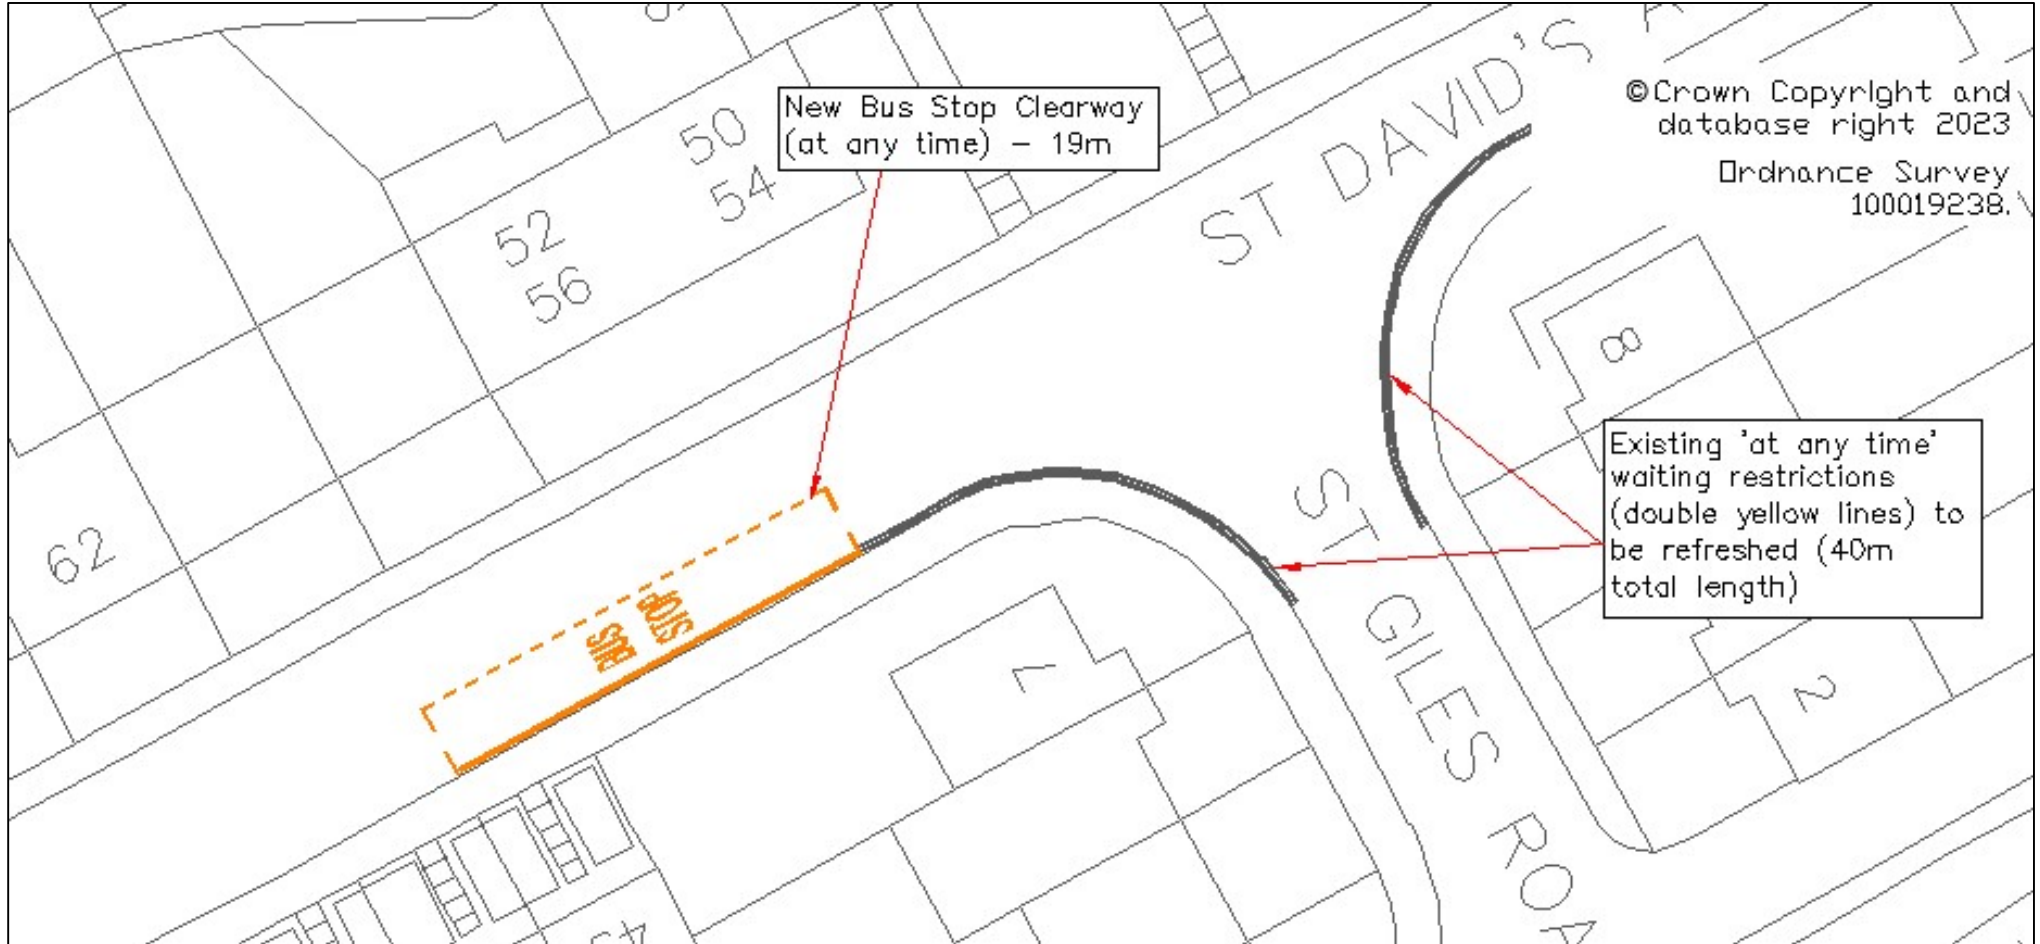 New Bus Stop Clearway
(at any time) – 19m
©Crown Copyright and
database right 2023
Ordnance Survey
100019238.
ST DAVID'S
50
54
52
56
62
8
Existing 'at any time'
waiting restrictions
(double yellow lines) to
be refreshed (40m
total length)
BUS
STOP
7
2
ST GILES ROA